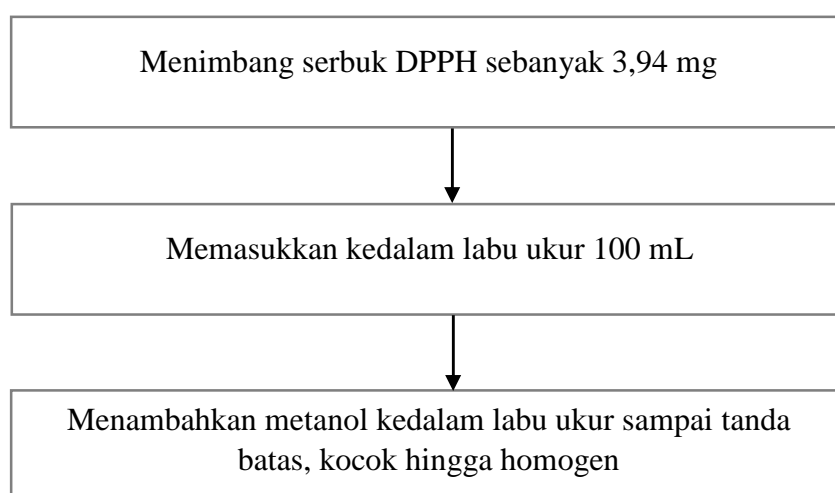 Menimbang serbuk DPPH sebanyak 3,94 mg
Memasukkan kedalam labu ukur 100 mL
Menambahkan metanol kedalam labu ukur sampai tanda
batas, kocok hingga homogen